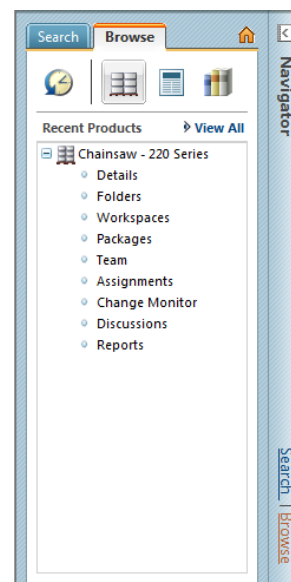 Search Browse
Recent Products View All
Chainsaw - 220 Series
Details
Folders
Workspaces
Packages
Team
Assignments
Change Monitor
Discussions
Reports
Navigator
Search | Browse